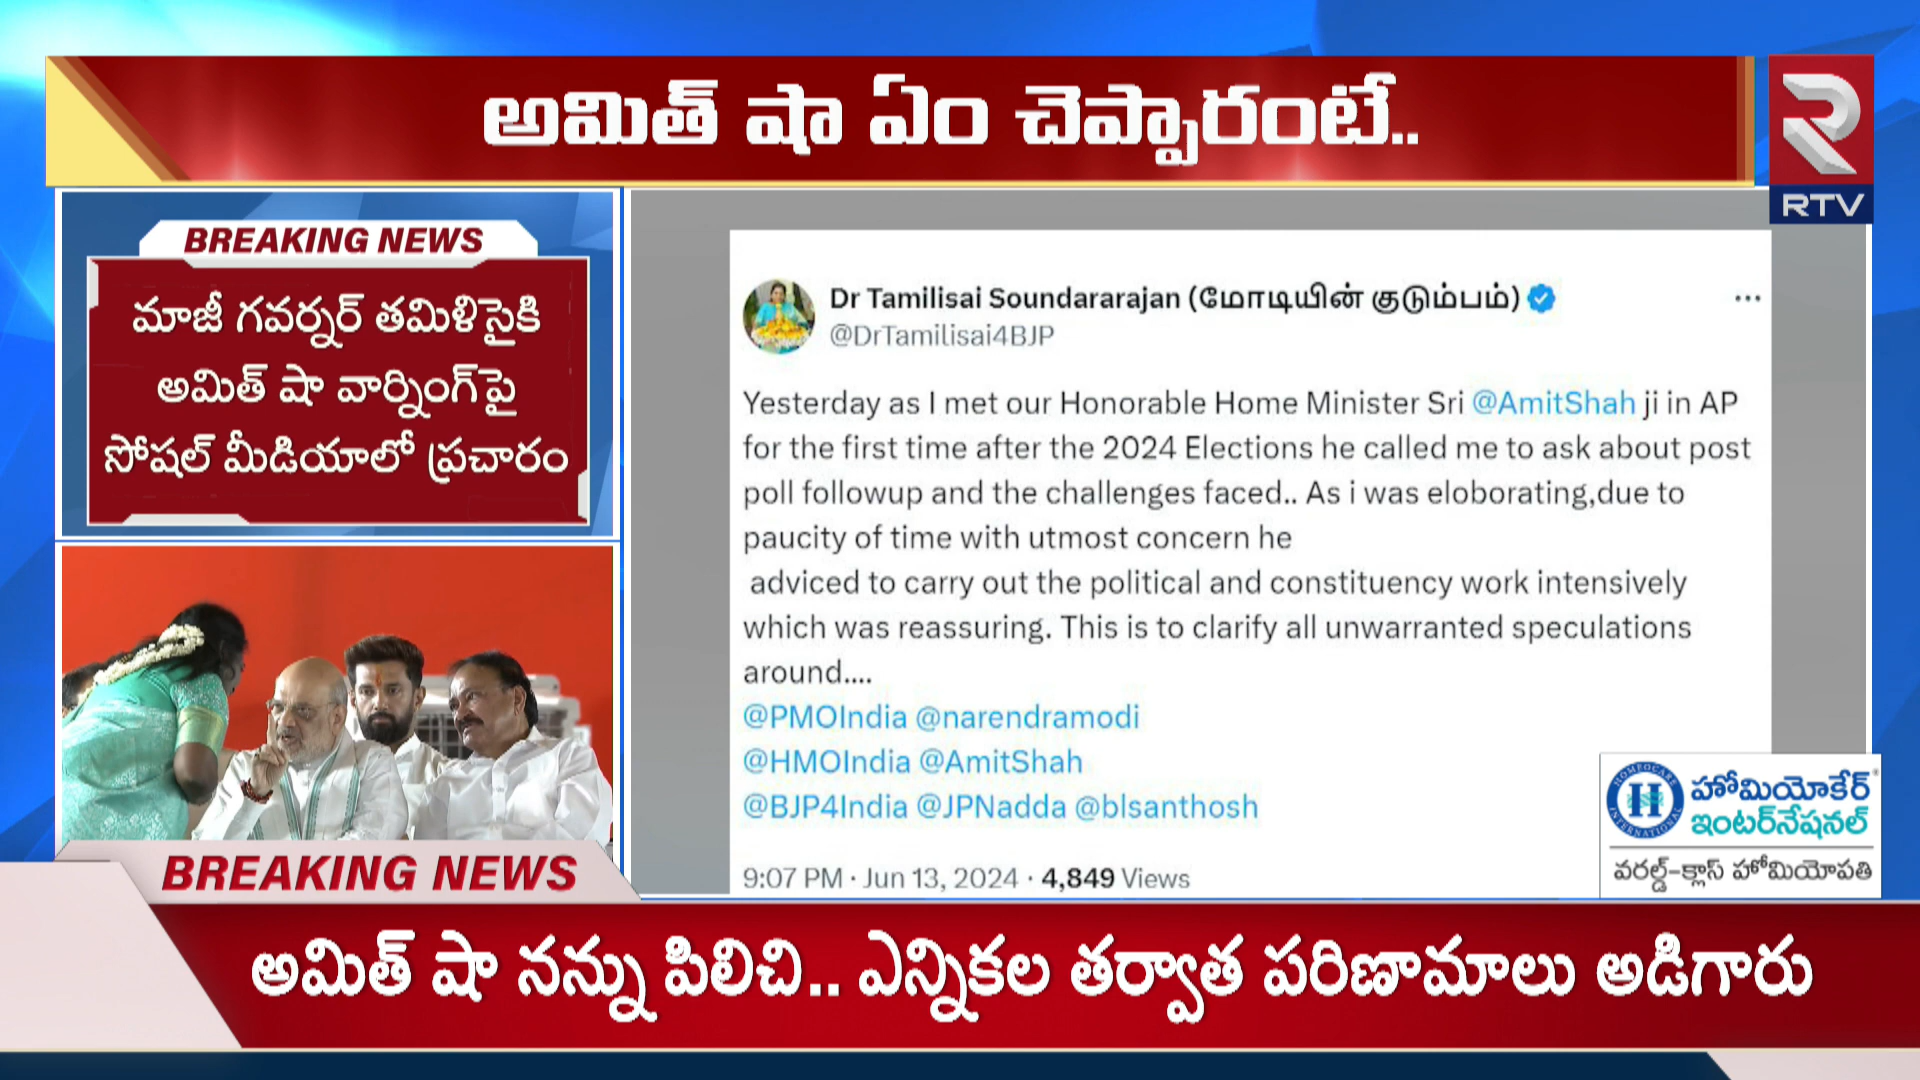 అమిత్ షా ఏం చెప్పారంటే..
RTV
BREAKING NEWS
మాజీ గవర్నర్ తమిళిసైకి
అమిత్ షా వార్నింగ్‌పై
సోషల్ మీడియాలో ప్రచారం
Dr Tamilisai Soundararajan (மோடியின் குடும்பம்)
@DrTamilisai4BJP
Yesterday as I met our Honorable Home Minister Sri @AmitShah ji in AP
for the first time after the 2024 Elections he called me to ask about post
poll followup and the challenges faced.. As i was eloborating,due to
paucity of time with utmost concern he
adviced to carry out the political and constituency work intensively
which was reassuring. This is to clarify all unwarranted speculations
around....
@PMOIndia @narendramodi
@HMOIndia @AmitShah
@BJP4India @JPNadda @blsanthosh
9:07 PM · Jun 13, 2024 · 4,849 Views
HOMEOCARE
INTERNATIONAL
హోమియోకేర్
ఇంటర్‌నేషనల్
వరల్డ్-క్లాస్ హోమియోపతి
BREAKING NEWS
అమిత్ షా నన్ను పిలిచి.. ఎన్నికల తర్వాత పరిణామాలు అడిగారు